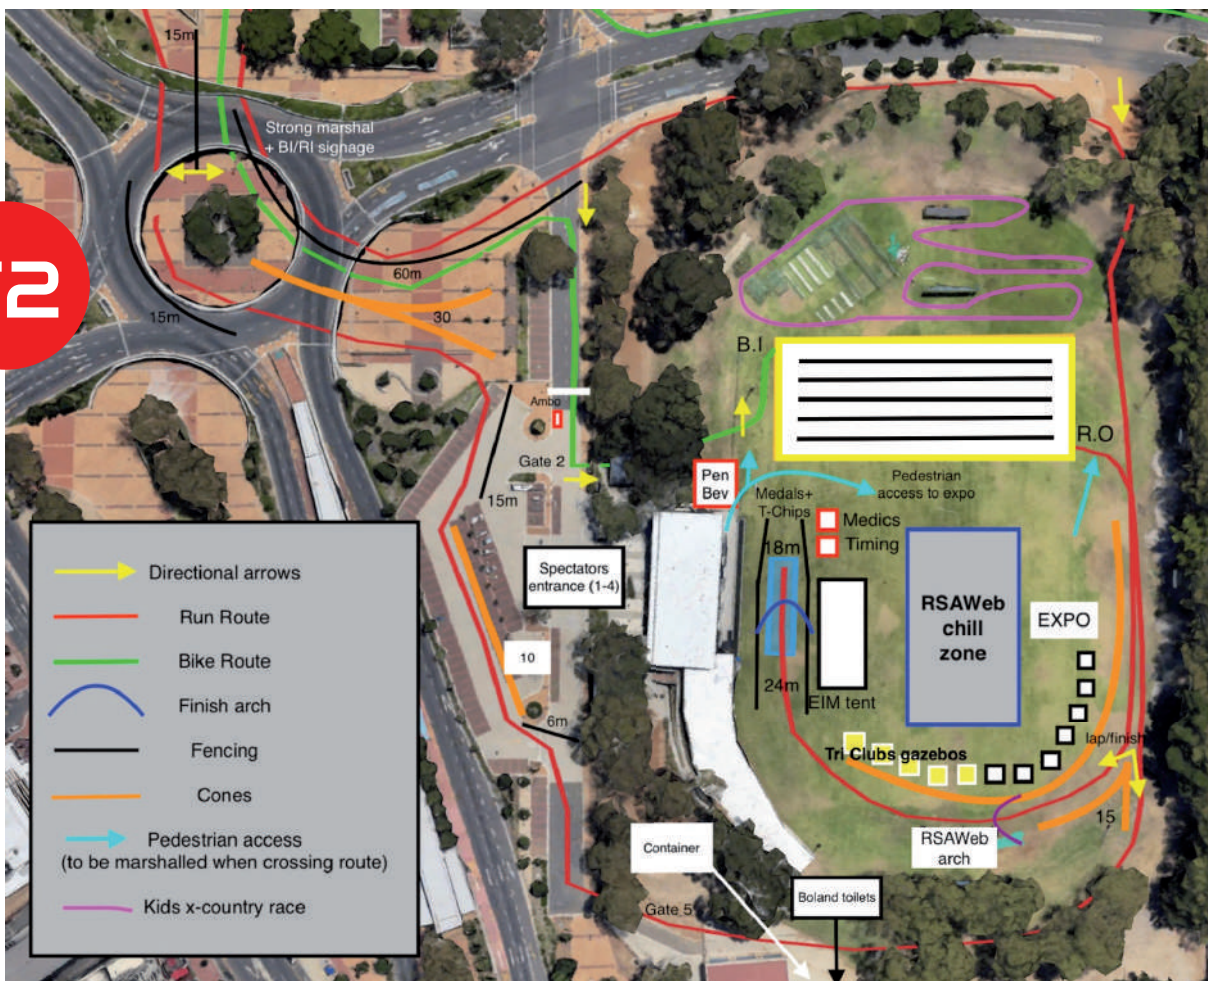 15m
Strong marshal
+ BI/RI signage
T2
60m
15m
30
B.I
Ambo
R.O
Gate 2
Pen
Bev
Pedestrian
access to expo
15m
Medals+
T-Chips
Medics
18m
Timing
Spectators
entrance (1-4)
Directional arrows
RSAWeb
chill
zone
Run Route
EXPO
10
Bike Route
24m
EIM tent
Finish arch
6m
lap/finish
Fencing
Tri Clubs gazebos
Cones
15
Pedestrian access
(to be marshalled when crossing route)
RSAWeb
arch
Container
Boland toilets
Kids x-country race
Gate 5